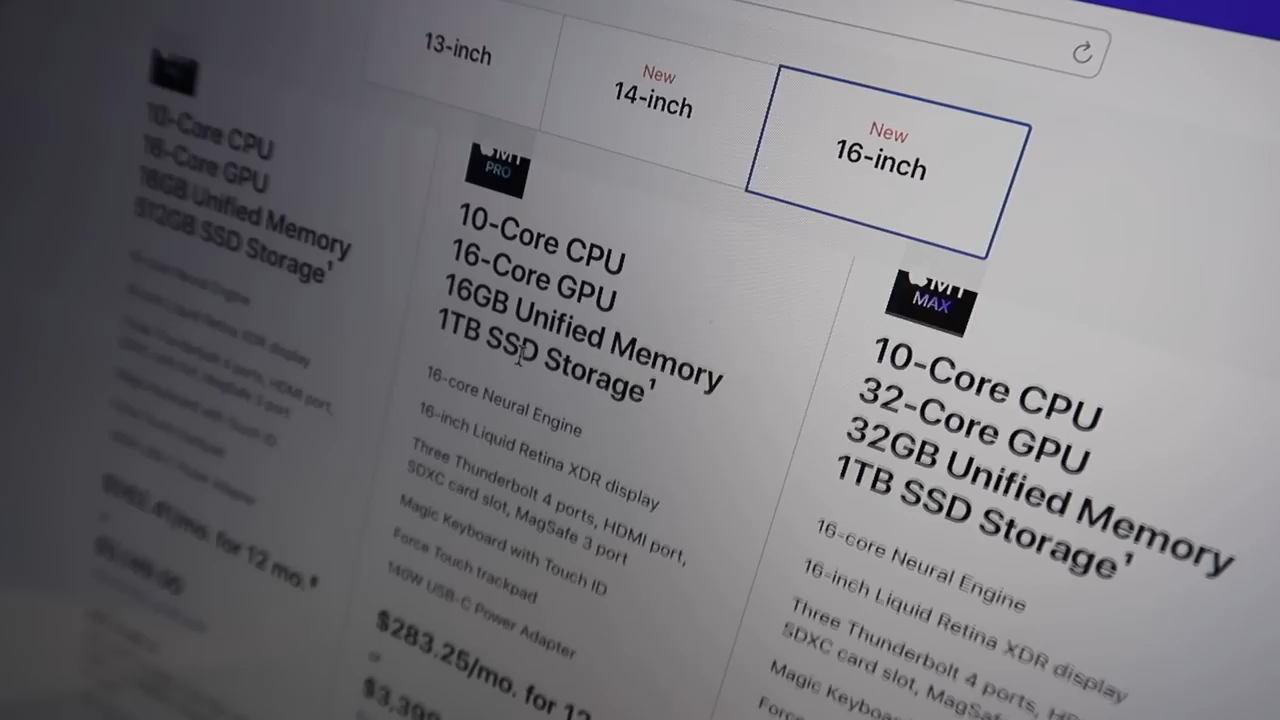 13-inch
New
14-inch
New
16-inch
10-Core CPU
16-Core GPU
16GB Unified Memory
512GB SSD Storage¹
/mo. for 12 mo.
PRO
10-Core CPU
16-Core GPU
16GB Unified Memory
1TB SSD Storage¹
16-core Neural Engine
16-inch Liquid Retina XDR display
Three Thunderbolt 4 ports, HDMI port,
SDXC card slot, MagSafe 3 port
Magic Keyboard with Touch ID
Force Touch trackpad
140W USB-C Power Adapter
$283.25/mo. for 12
or
$3,399
MAX
10-Core CPU
32-Core GPU
32GB Unified Memory
1TB SSD Storage¹
16-core Neural Engine
16-inch Liquid Retina XDR display
Three Thunderbolt 4 ports,
SDXC card slot, MagSafe
Magic Keyboa
Force